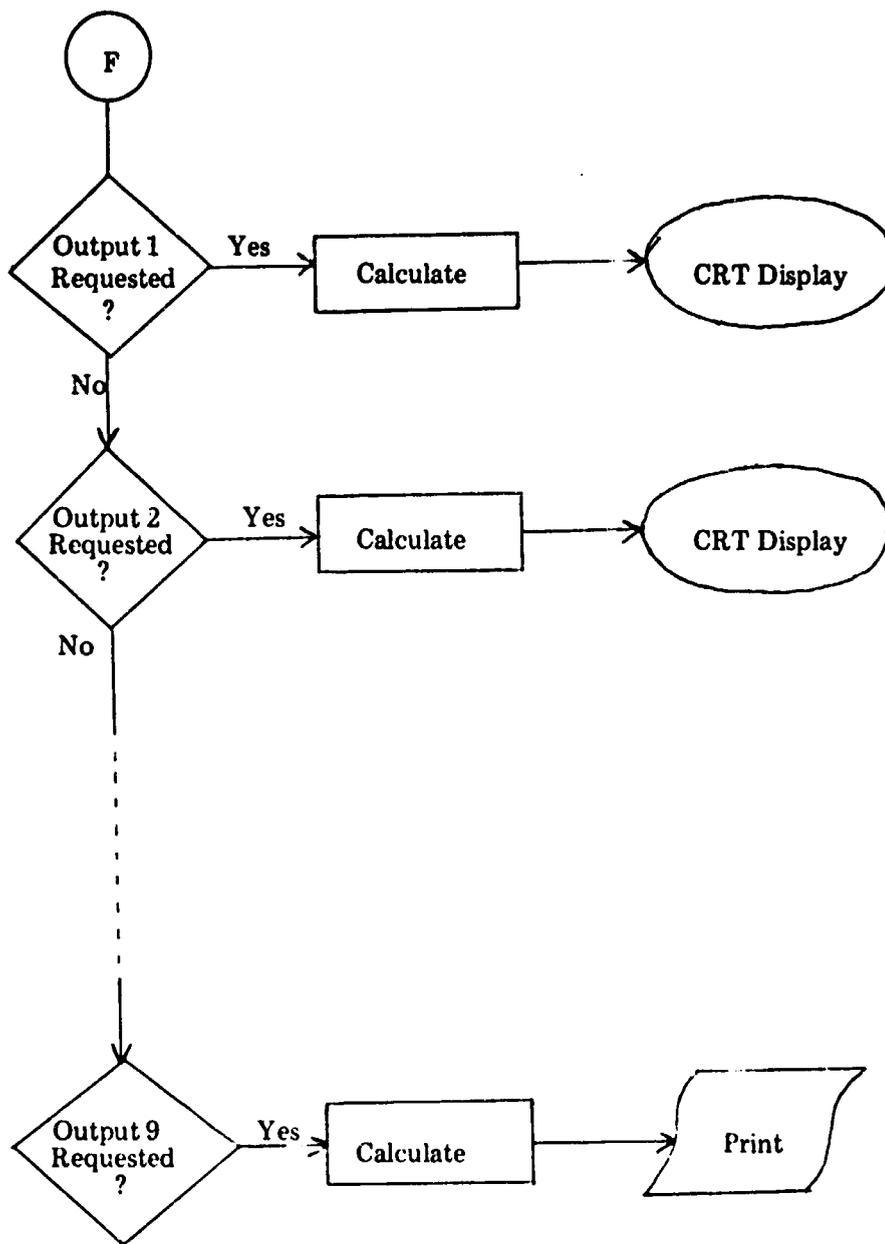 F
Output 1
Requested
?
Yes
Calculate
CRT Display
No
Output 2
Requested
?
Yes
Calculate
CRT Display
No
Output 9
Requested
?
Yes
Calculate
Print